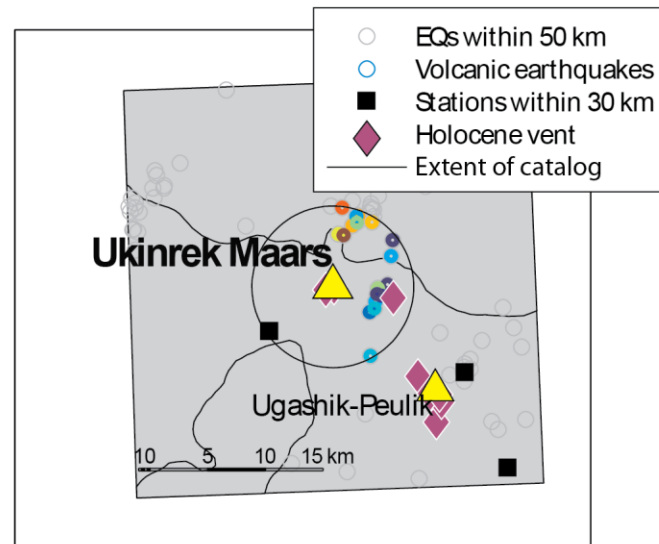 EQs within 50 km
Volcanic earthquakes
Stations within 30 km
Holocene vent
Extent of catalog
Ukinrek Maars
Ugashik-Peulik
10 5 10 15 km